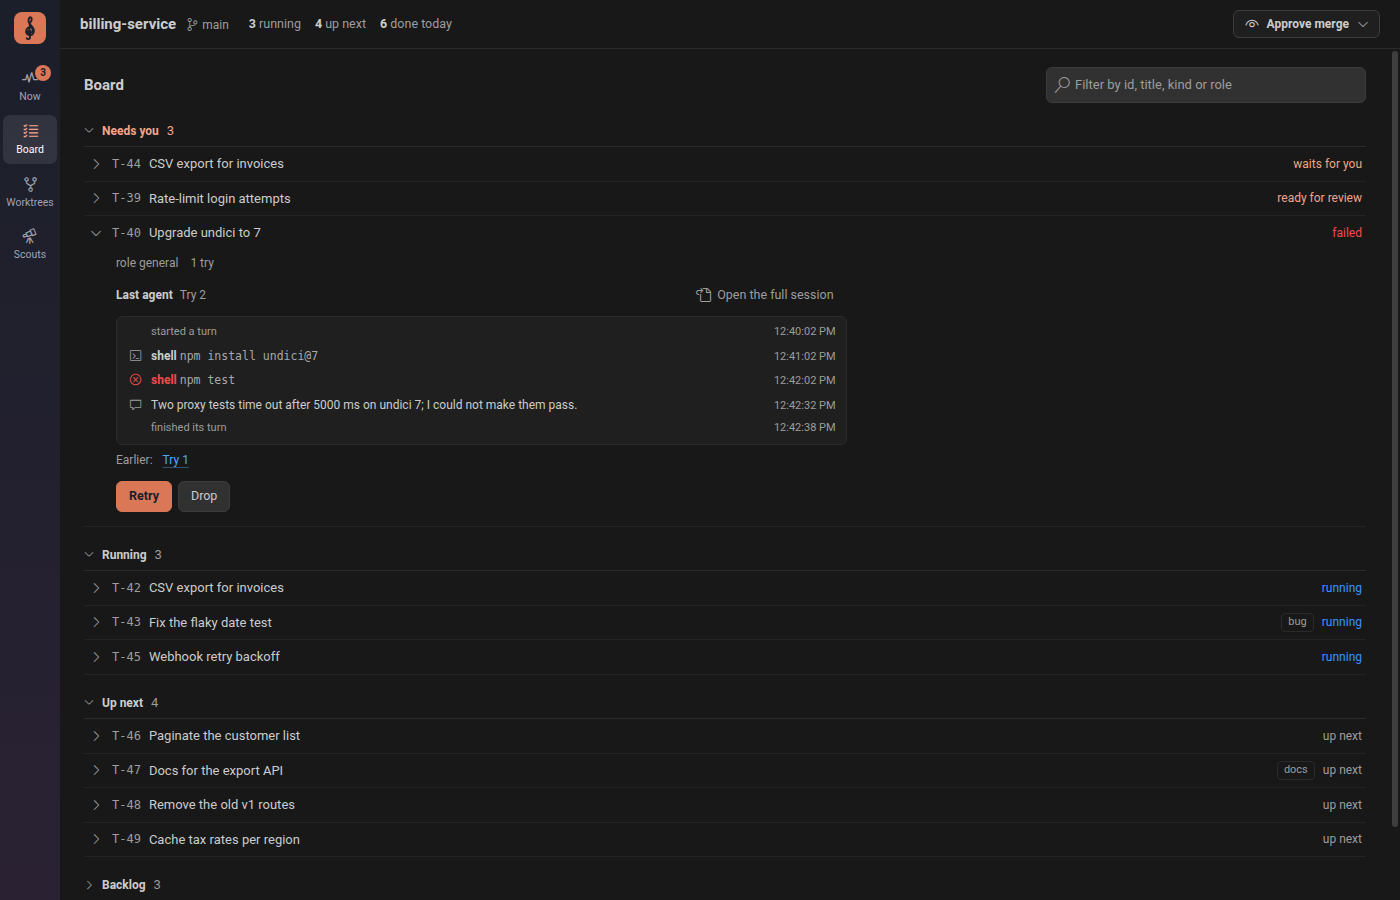 billing-service main 3 running 4 up next 6 done today Approve merge
3
Now
Board
Worktrees
Scouts
Board Filter by id, title, kind or role
Needs you 3
T-44 CSV export for invoices waits for you
T-39 Rate-limit login attempts ready for review
T-40 Upgrade undici to 7 failed
role general 1 try
Last agent Try 2 Open the full session
started a turn 12:40:02 PM
shell npm install undici@7 12:41:02 PM
shell npm test 12:42:02 PM
Two proxy tests time out after 5000 ms on undici 7; I could not make them pass. 12:42:32 PM
finished its turn 12:42:38 PM
Earlier: Try 1
Retry Drop
Running 3
T-42 CSV export for invoices running
T-43 Fix the flaky date test bug running
T-45 Webhook retry backoff running
Up next 4
T-46 Paginate the customer list up next
T-47 Docs for the export API docs up next
T-48 Remove the old v1 routes up next
T-49 Cache tax rates per region up next
Backlog 3